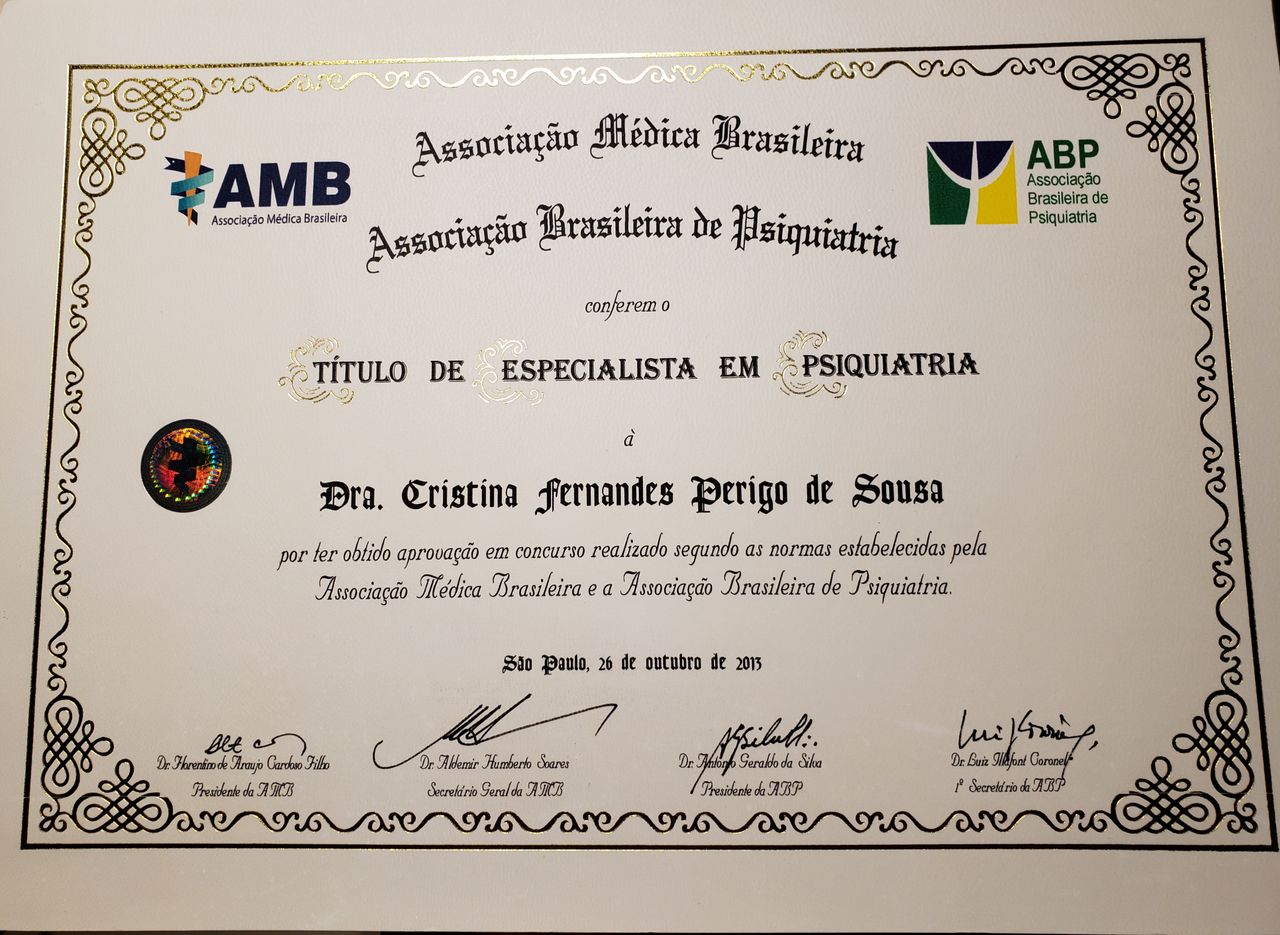 Associação Médica Brasileira
AMB
Associação Médica Brasileira
ABP
Associação
Brasileira de
Psiquiatria
Associação Brasileira de Psiquiatria
conferem o
TÍTULO DE ESPECIALISTA EM PSIQUIATRIA
à
Dra. Cristina Fernandes Perigo de Sousa
por ter obtido aprovação em concurso realizado segundo as normas estabelecidas pela
Associação Médica Brasileira e a Associação Brasileira de Psiquiatria.
São Paulo, 26 de outubro de 2013
Dr. Florentino de Araujo Cardoso Filho
Presidente da AMB
Dr. Aldemir Humberto Soares
Secretário Geral da AMB
Dr. Antônio Geraldo da Silva
Presidente da ABP
Dr. Luiz Illafont Coronel
1º Secretário da ABP